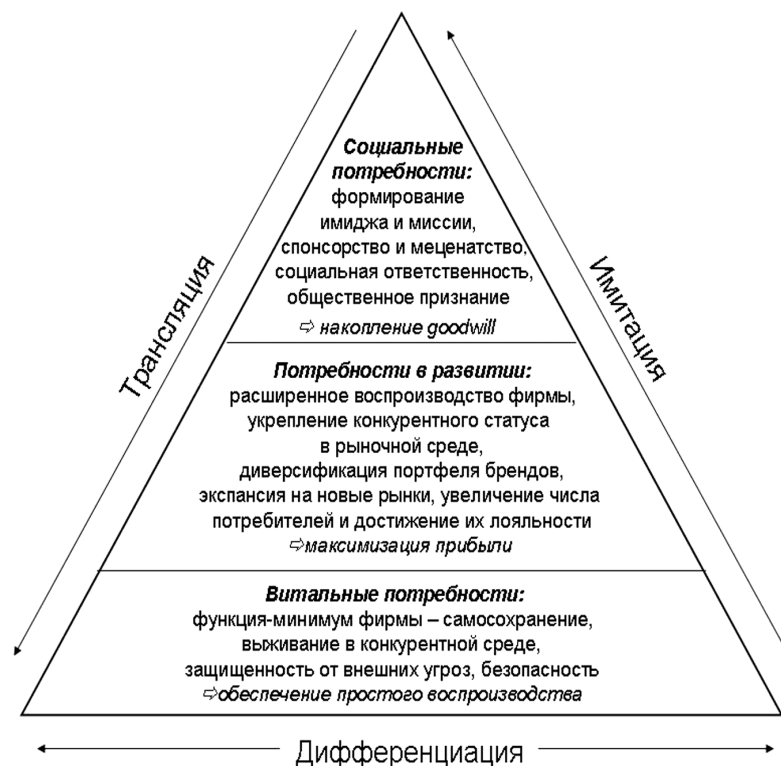 Социальные
потребности:
формирование
имиджа и миссии,
спонсорство и меценатство,
социальная ответственность,
общественное признание
⇨ накопление goodwill
Трансляция
Имитация
Потребности в развитии:
расширенное воспроизводство фирмы,
укрепление конкурентного статуса
в рыночной среде,
диверсификация портфеля брендов,
экспансия на новые рынки, увеличение числа
потребителей и достижение их лояльности
⇨максимизация прибыли
Витальные потребности:
функция-минимум фирмы – самосохранение,
выживание в конкурентной среде,
защищенность от внешних угроз, безопасность
⇨обеспечение простого воспроизводства
Дифференциация